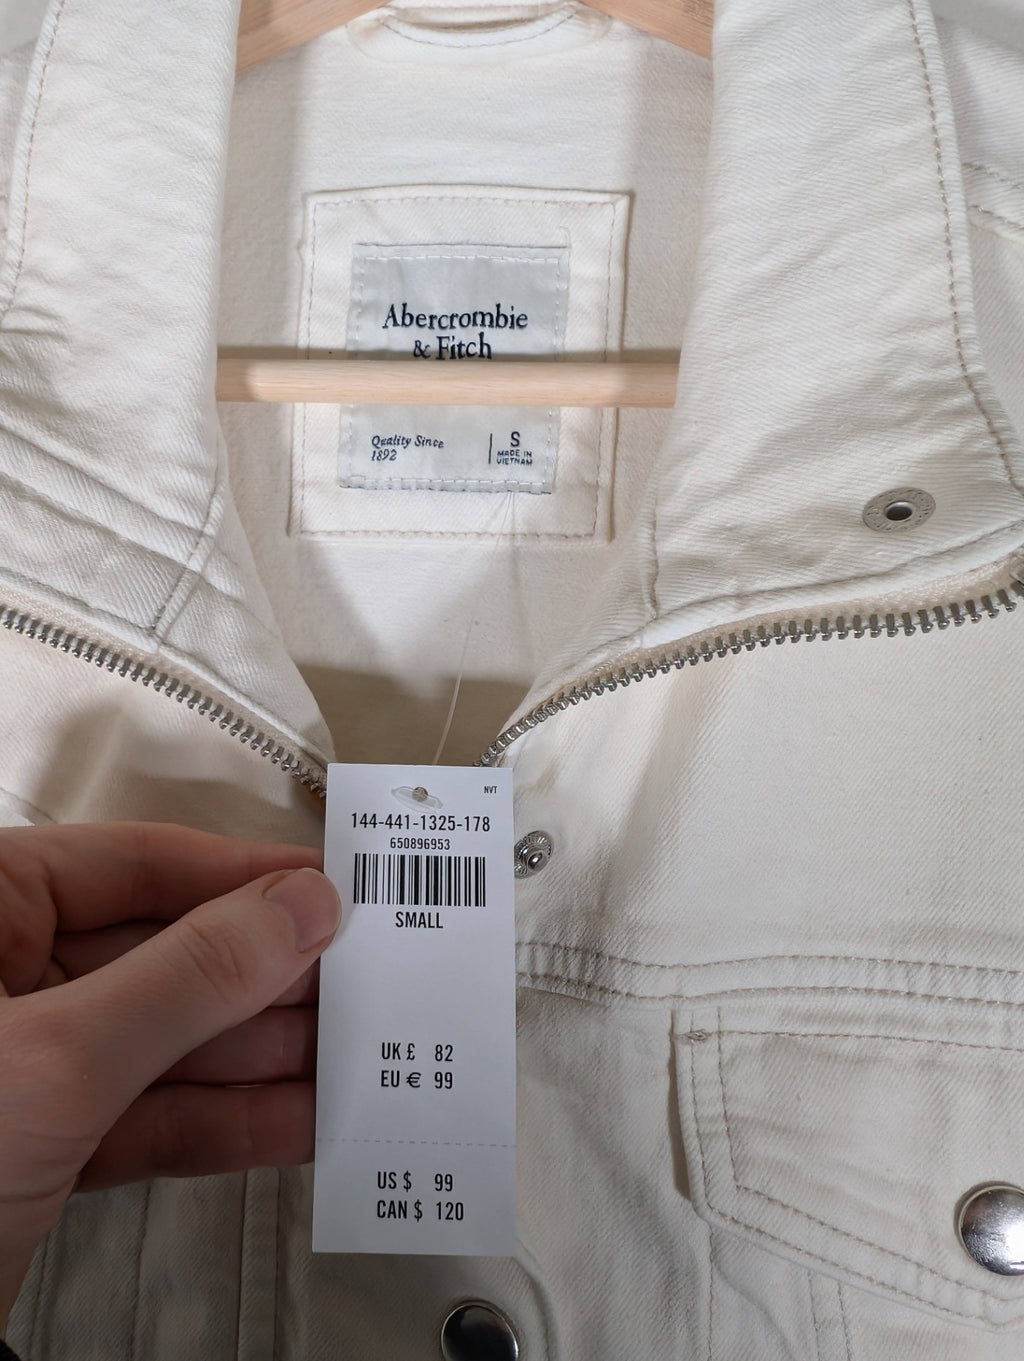 Abercrombie
& Fitch
Quality Since
1892
S
MADE IN
VIETNAM
NVT
144-441-1325-178
650896953
SMALL
UK £ 82
EU € 99
US $ 99
CAN $ 120